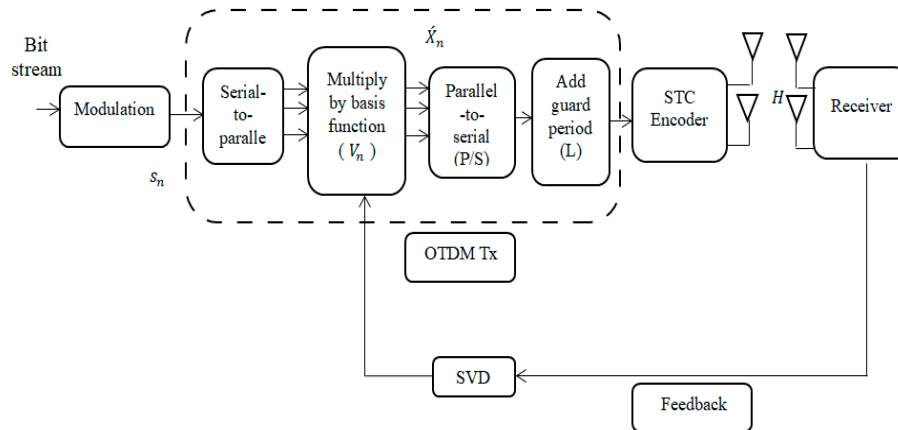 Bit
stream
Modulation
s_n
Serial-
to-
paralle
Multiply
by basis
function
( V_n )
X́_n
Parallel
-to-
serial
(P/S)
Add
guard
period
(L)
STC
Encoder
H
Receiver
OTDM Tx
SVD
Feedback